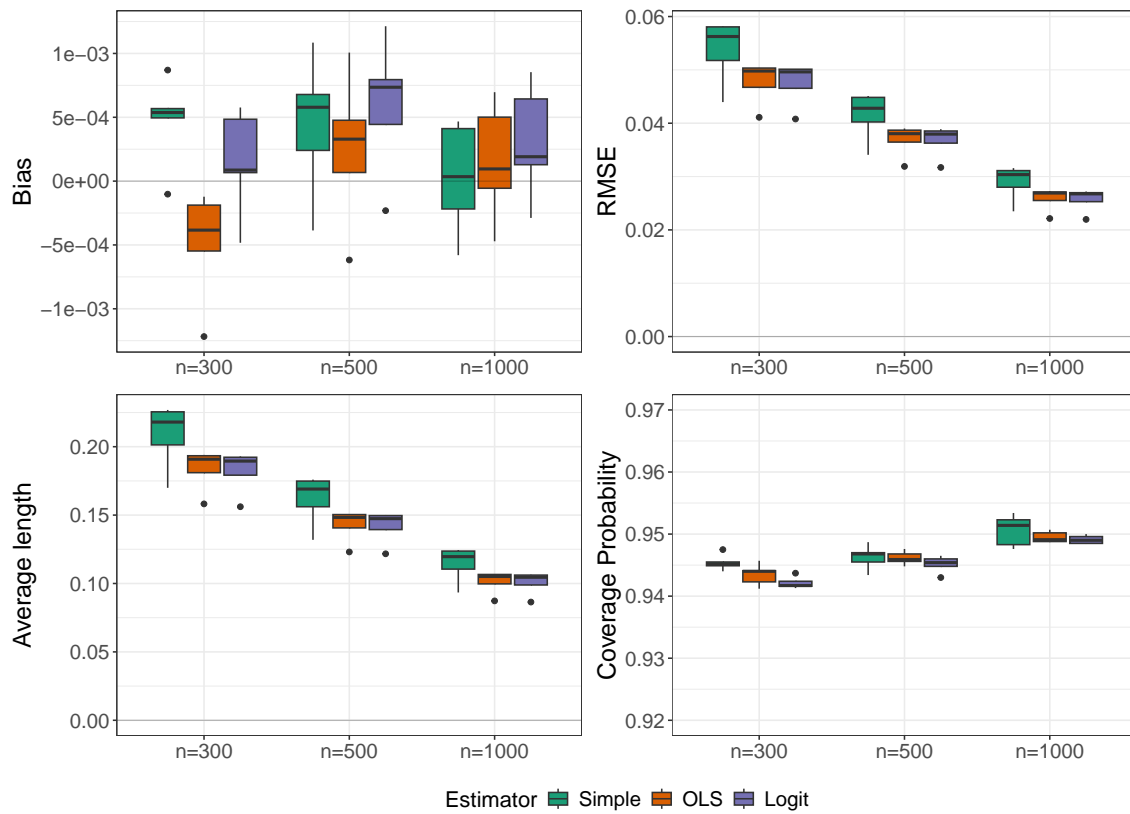 Bias
1e−03
5e−04
0e+00
−5e−04
−1e−03
n=300 n=500 n=1000
RMSE
0.06
0.04
0.02
0.00
n=300 n=500 n=1000
Average length
0.20
0.15
0.10
0.05
0.00
n=300 n=500 n=1000
Coverage Probability
0.97
0.96
0.95
0.94
0.93
0.92
n=300 n=500 n=1000
Estimator Simple OLS Logit